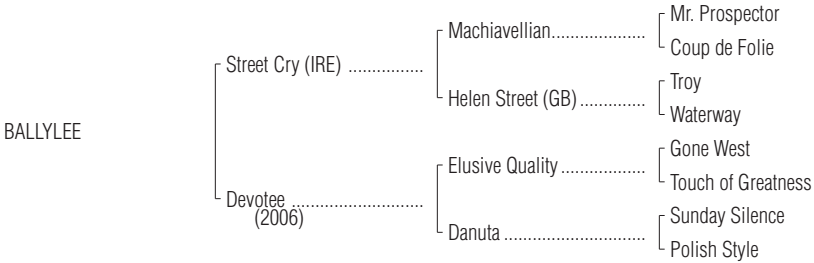 Mr. Prospector
Machiavellian....................
Coup de Folie
Street Cry (IRE) ................
Troy
Helen Street (GB) ..............
Waterway
BALLYLEE
Gone West
Elusive Quality ..................
Touch of Greatness
Devotee ............................
(2006)
Sunday Silence
Danuta ..............................
Polish Style